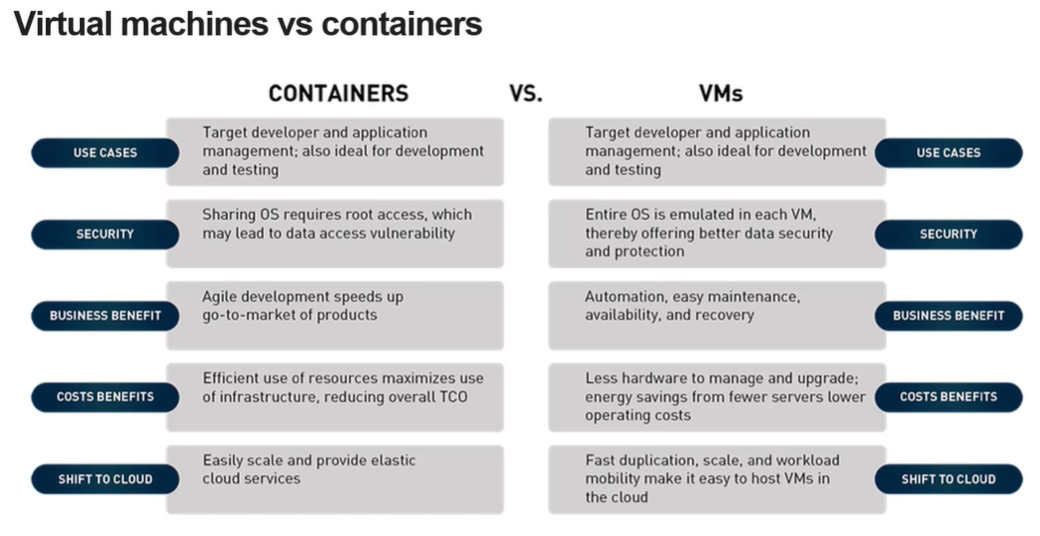 Virtual machines vs containers
CONTAINERS VS. VMs
USE CASES
Target developer and application
management; also ideal for development
and testing
Target developer and application
management; also ideal for development
and testing
USE CASES
SECURITY
Sharing OS requires root access, which
may lead to data access vulnerability
Entire OS is emulated in each VM,
thereby offering better data security
and protection
SECURITY
BUSINESS BENEFIT
Agile development speeds up
go-to-market of products
Automation, easy maintenance,
availability, and recovery
BUSINESS BENEFIT
COSTS BENEFITS
Efficient use of resources maximizes use
of infrastructure, reducing overall TCO
Less hardware to manage and upgrade;
energy savings from fewer servers lower
operating costs
COSTS BENEFITS
SHIFT TO CLOUD
Easily scale and provide elastic
cloud services
Fast duplication, scale, and workload
mobility make it easy to host VMs in
the cloud
SHIFT TO CLOUD